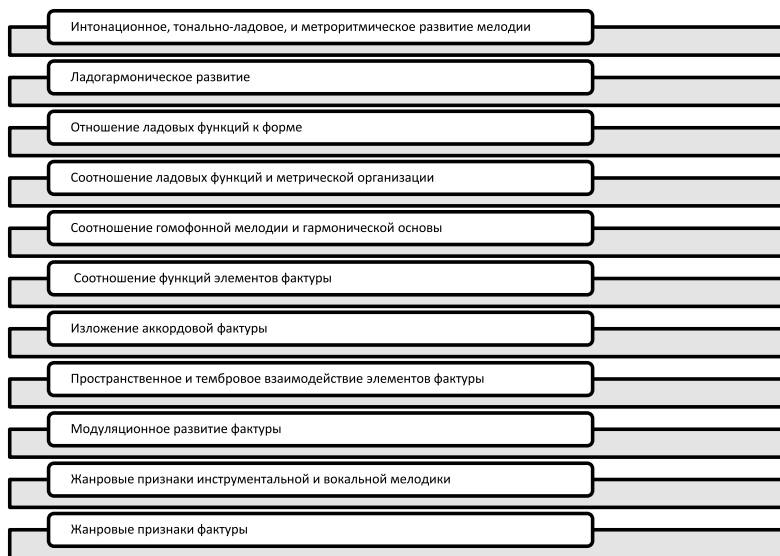 Интонационное, тонально-ладовое, и метроритмическое развитие мелодии
Ладогармоническое развитие
Отношение ладовых функций к форме
Соотношение ладовых функций и метрической организации
Соотношение гомофонной мелодии и гармонической основы
Соотношение функций элементов фактуры
Изложение аккордовой фактуры
Пространственное и тембровое взаимодействие элементов фактуры
Модуляционное развитие фактуры
Жанровые признаки инструментальной и вокальной мелодики
Жанровые признаки фактуры